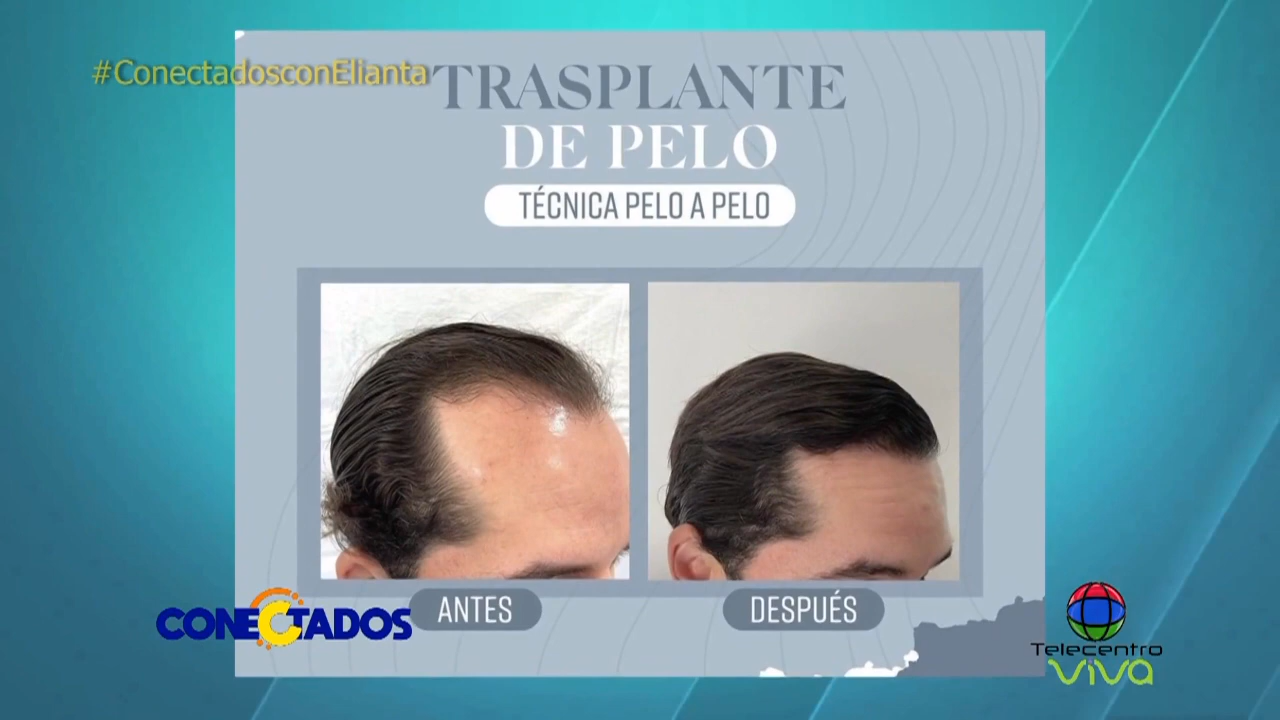 #ConectadosconElianta
TRASPLANTE
DE PELO
TÉCNICA PELO A PELO
ANTES
DESPUÉS
CONECTADOS
Telecentro
ViVa